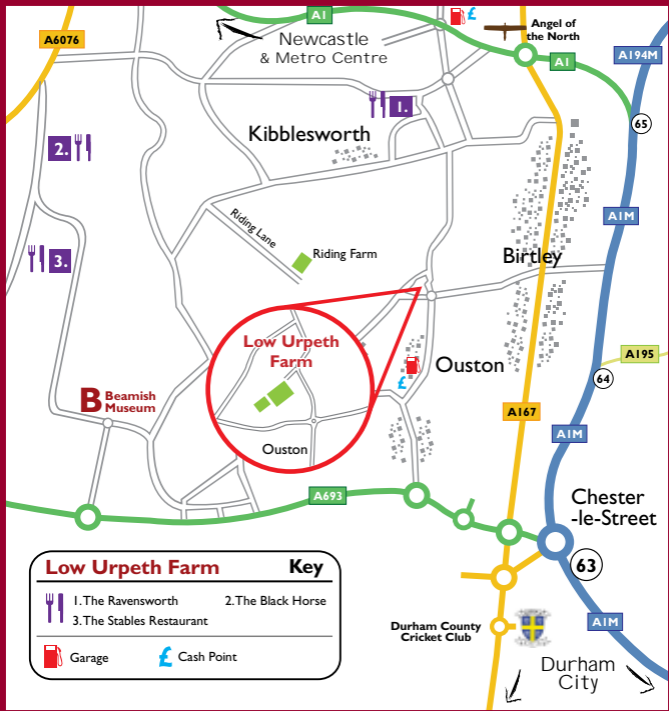 A1
Angel of
the North
A6076
Newcastle
& Metro Centre
A1
A194M
1.
65
Kibblesworth
2.
A1M
Riding Lane
Riding Farm
Birtley
3.
Low Urpeth
Farm
Ouston
A195
64
B Beamish
Museum
A167
A1M
Ouston
A693
Chester
-le-Street
63
Low Urpeth Farm Key
1.The Ravensworth 2.The Black Horse
3.The Stables Restaurant
Garage £ Cash Point
£
£
Durham County
Cricket Club
A1M
Durham
City